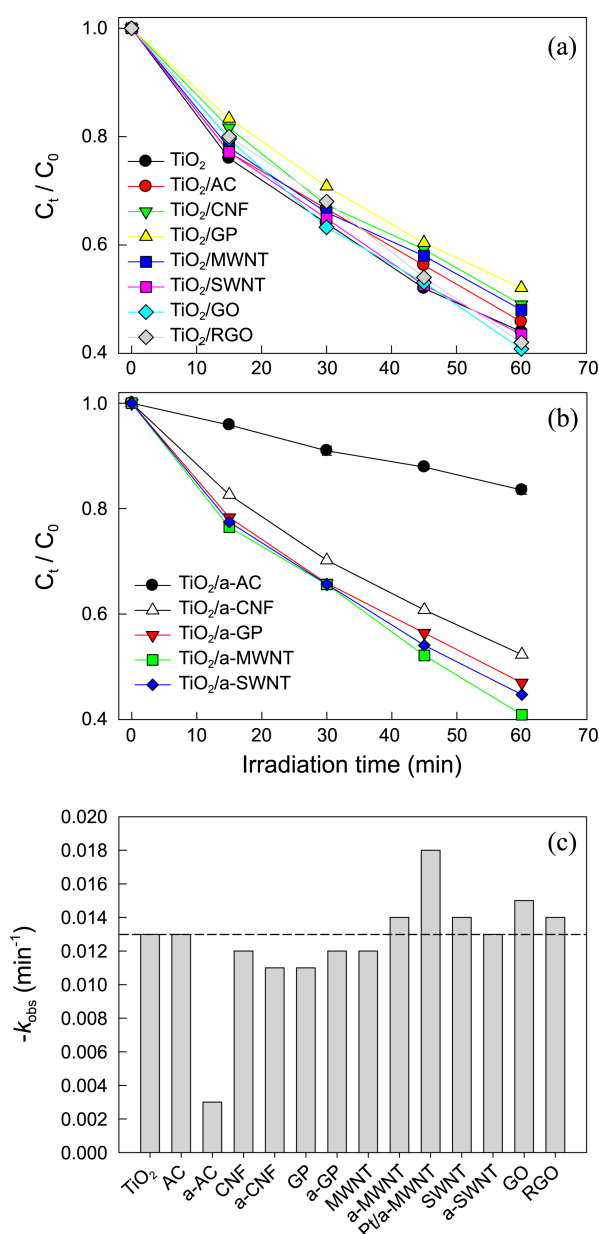 (a)
1.0
0.8
0.6
0.4
Cₜ / C₀
TiO₂
TiO₂/AC
TiO₂/CNF
TiO₂/GP
TiO₂/MWNT
TiO₂/SWNT
TiO₂/GO
TiO₂/RGO
0 10 20 30 40 50 60 70
(b)
1.0
0.8
0.6
0.4
Cₜ / C₀
TiO₂/a-AC
TiO₂/a-CNF
TiO₂/a-GP
TiO₂/a-MWNT
TiO₂/a-SWNT
0 10 20 30 40 50 60 70
Irradiation time (min)
(c)
0.020
0.018
0.016
0.014
0.012
0.010
0.008
0.006
0.004
0.002
0.000
-k_obs (min⁻¹)
TiO₂
AC
a-AC
CNF
a-CNF
GP
a-GP
MWNT
a-MWNT
Pt/a-MWNT
SWNT
a-SWNT
GO
RGO